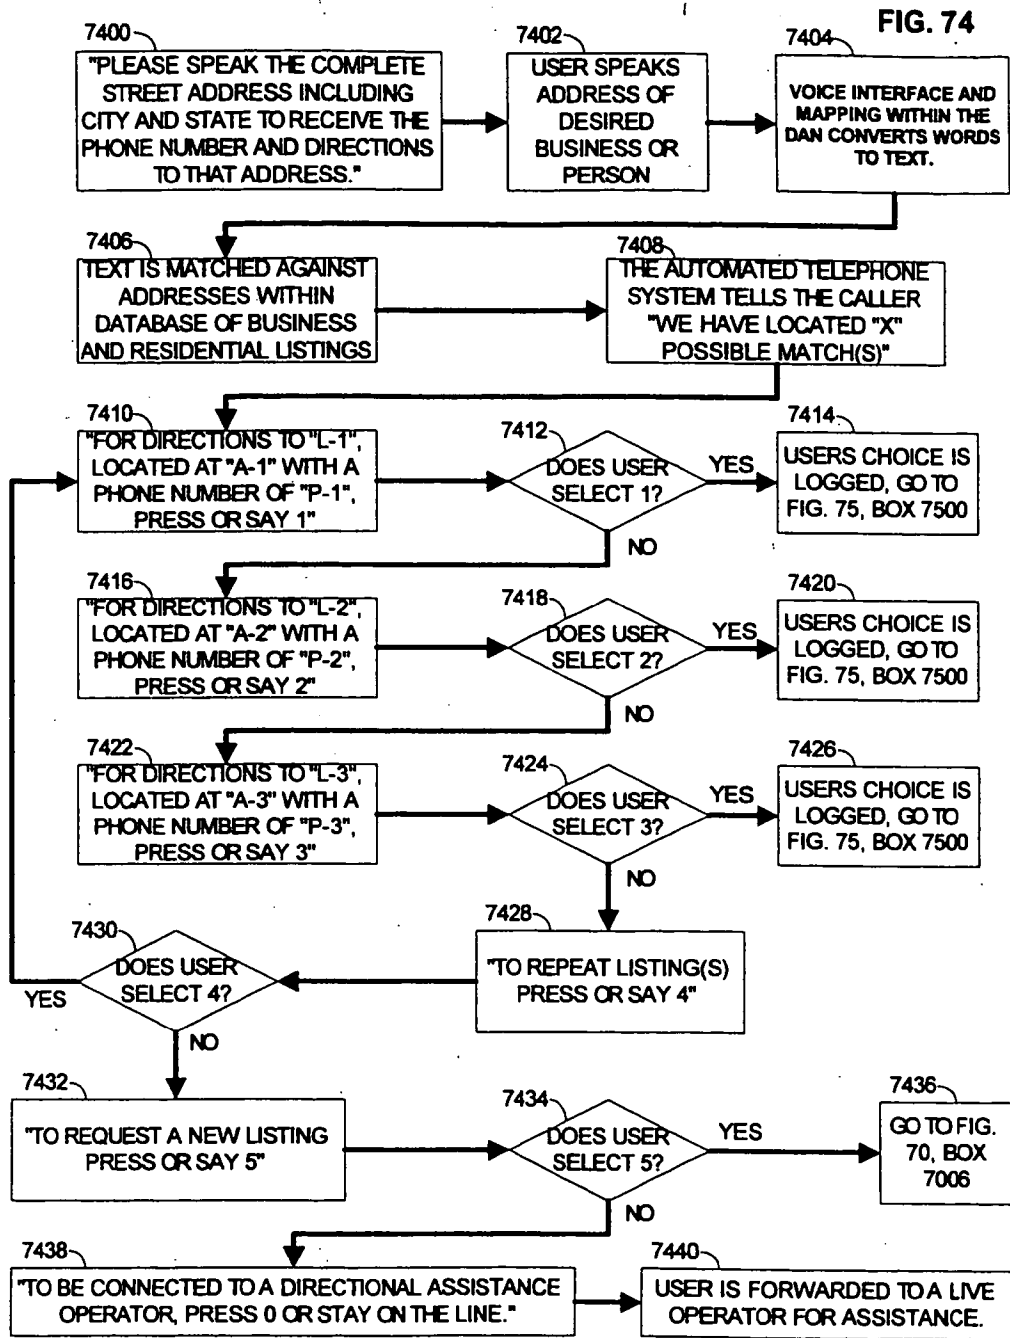 FIG. 74
7400
"PLEASE SPEAK THE COMPLETE
STREET ADDRESS INCLUDING
CITY AND STATE TO RECEIVE THE
PHONE NUMBER AND DIRECTIONS
TO THAT ADDRESS."
7402
USER SPEAKS
ADDRESS OF
DESIRED
BUSINESS OR
PERSON
7404
VOICE INTERFACE AND
MAPPING WITHIN THE
DAN CONVERTS WORDS
TO TEXT.
7406
TEXT IS MATCHED AGAINST
ADDRESSES WITHIN
DATABASE OF BUSINESS
AND RESIDENTIAL LISTINGS
7408
THE AUTOMATED TELEPHONE
SYSTEM TELLS THE CALLER
"WE HAVE LOCATED "X"
POSSIBLE MATCH(S)"
7410
"FOR DIRECTIONS TO "L-1",
LOCATED AT "A-1" WITH A
PHONE NUMBER OF "P-1",
PRESS OR SAY 1"
7412
DOES USER
SELECT 1?
YES
NO
7414
USERS CHOICE IS
LOGGED, GO TO
FIG. 75, BOX 7500
7416
"FOR DIRECTIONS TO "L-2",
LOCATED AT "A-2" WITH A
PHONE NUMBER OF "P-2",
PRESS OR SAY 2"
7418
DOES USER
SELECT 2?
YES
NO
7420
USERS CHOICE IS
LOGGED, GO TO
FIG. 75, BOX 7500
7422
"FOR DIRECTIONS TO "L-3",
LOCATED AT "A-3" WITH A
PHONE NUMBER OF "P-3",
PRESS OR SAY 3"
7424
DOES USER
SELECT 3?
YES
NO
7426
USERS CHOICE IS
LOGGED, GO TO
FIG. 75, BOX 7500
7428
"TO REPEAT LISTING(S)
PRESS OR SAY 4"
7430
DOES USER
SELECT 4?
YES
NO
7432
"TO REQUEST A NEW LISTING
PRESS OR SAY 5"
7434
DOES USER
SELECT 5?
YES
NO
7436
GO TO FIG.
70, BOX
7006
7438
"TO BE CONNECTED TO A DIRECTIONAL ASSISTANCE
OPERATOR, PRESS 0 OR STAY ON THE LINE."
7440
USER IS FORWARDED TO A LIVE
OPERATOR FOR ASSISTANCE.